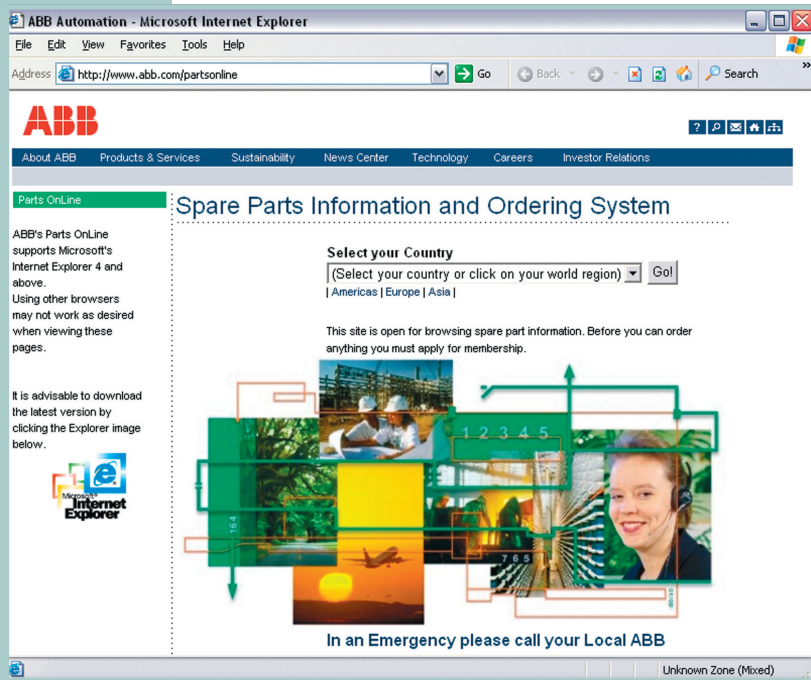 ABB Automation - Microsoft Internet Explorer
File Edit View Favorites Tools Help
Address http://www.abb.com/partsonline Go Back Search »
ABB
?
About ABB Products & Services Sustainability News Center Technology Careers Investor Relations
Parts OnLine
ABB's Parts OnLine
supports Microsoft's
Internet Explorer 4 and
above.
Using other browsers
may not work as desired
when viewing these
pages.
It is advisable to download
the latest version by
clicking the Explorer image
below.
Microsoft®
Internet
Explorer
Spare Parts Information and Ordering System
Select your Country
(Select your country or click on your world region) Go!
| Americas | Europe | Asia |
This site is open for browsing spare part information. Before you can order
anything you must apply for membership.
1 2 3 4 5
164
7 6 5
In an Emergency please call your Local ABB
Unknown Zone (Mixed)